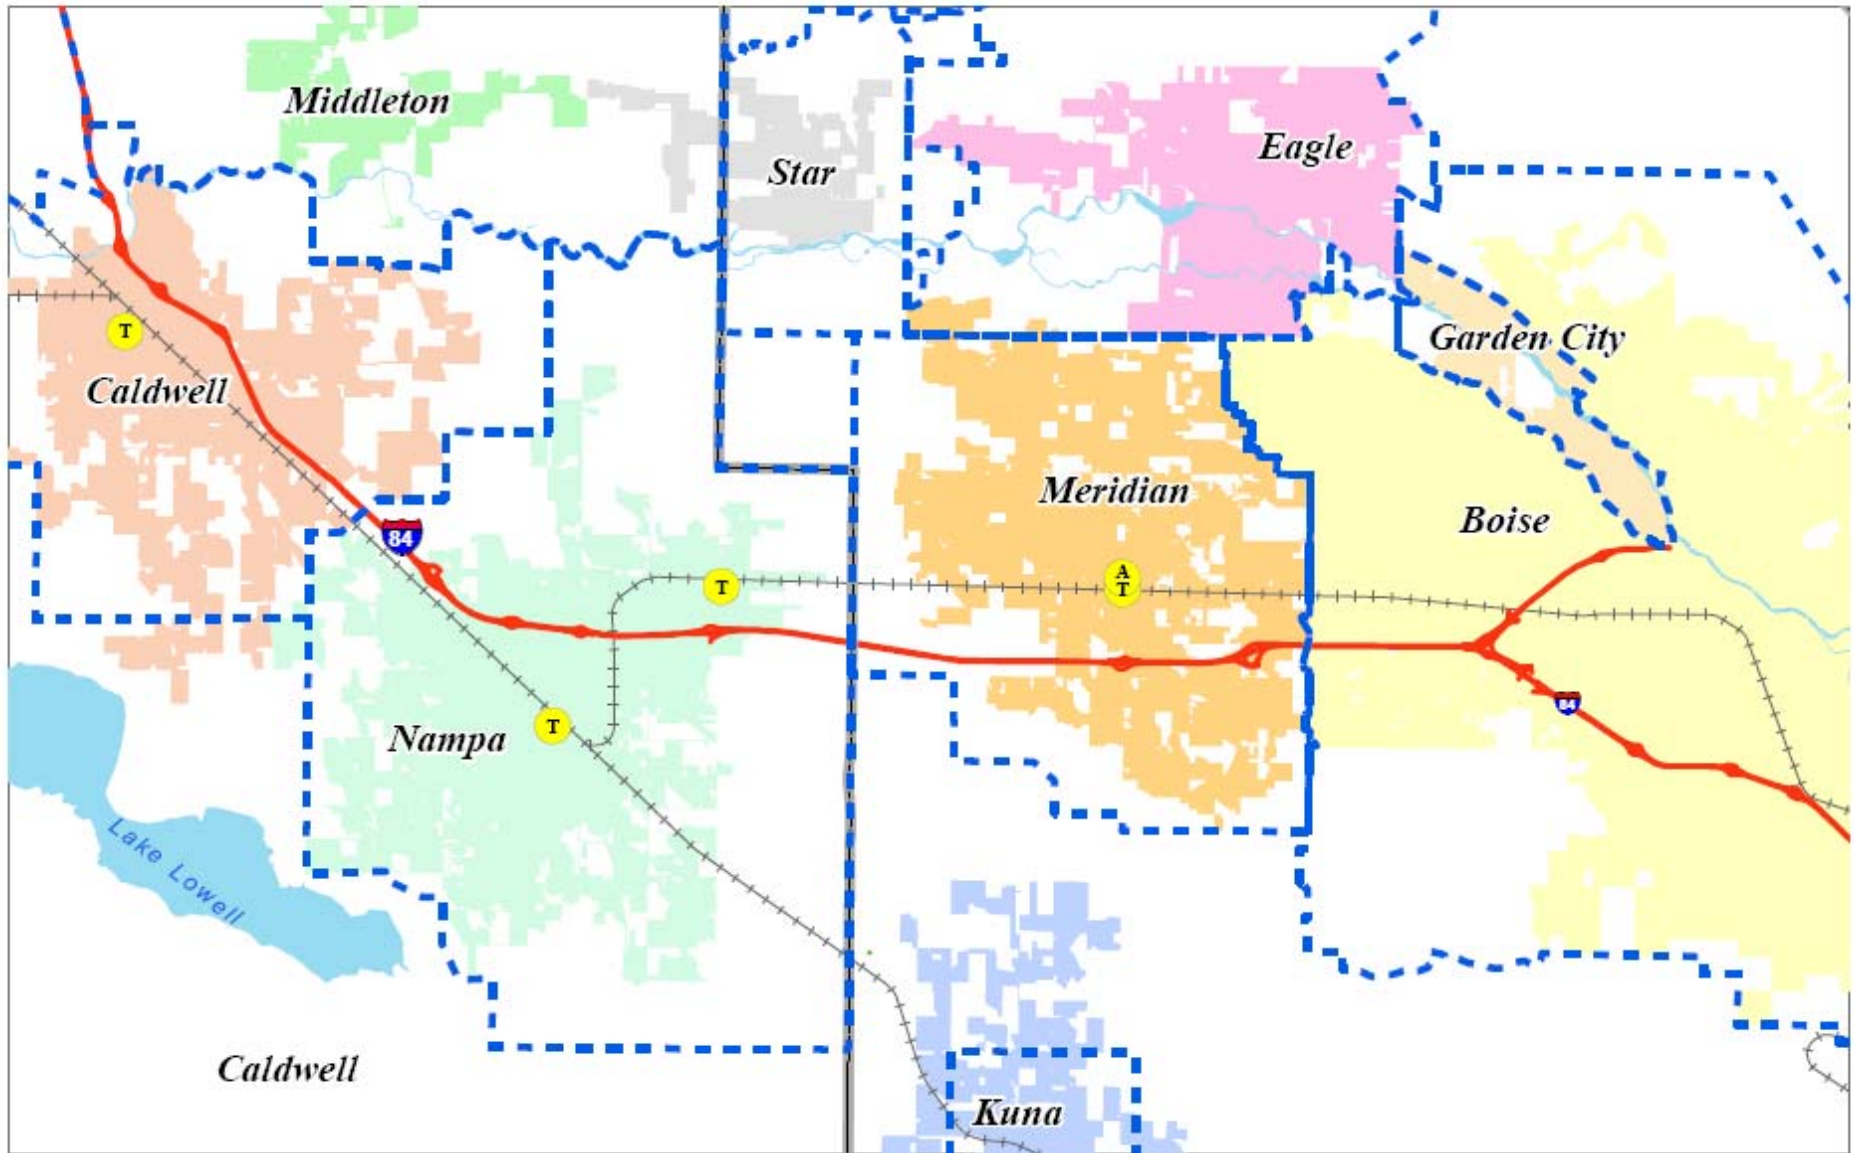 Middleton
Star
Eagle
T
Caldwell
Garden City
Meridian
Boise
84
T
A
T
84
Nampa
T
Lake Lowell
Caldwell
Kuna